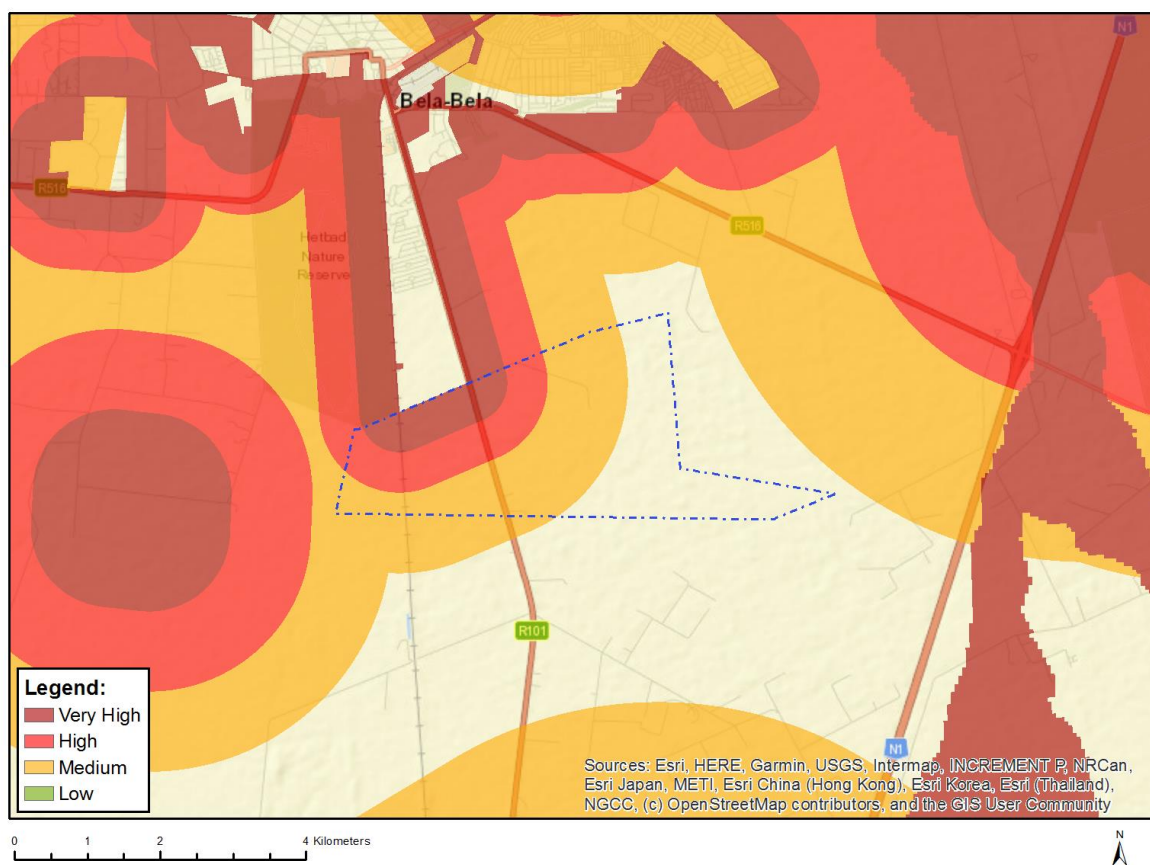 N1
Bela-Bela
R516
Hetbad
Nature
Reserve
R516
R101
N1
Legend:
Very High
High
Medium
Low
Sources: Esri, HERE, Garmin, USGS, Intermap, INCREMENT P, NRCan,
Esri Japan, METI, Esri China (Hong Kong), Esri Korea, Esri (Thailand),
NGCC, (c) OpenStreetMap contributors, and the GIS User Community
0 1 2 4 Kilometers
N